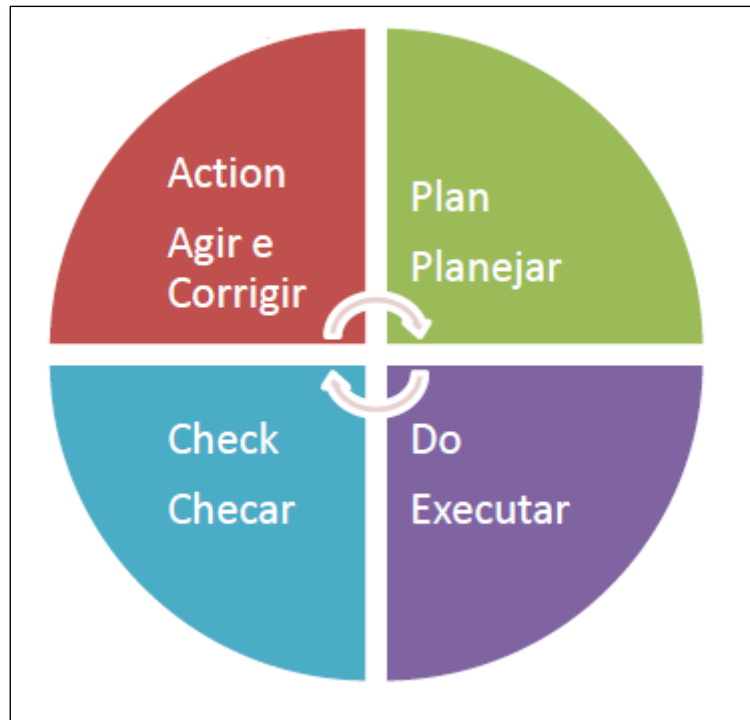 Action
Agir e
Corrigir
Plan
Planejar
Check
Checar
Do
Executar